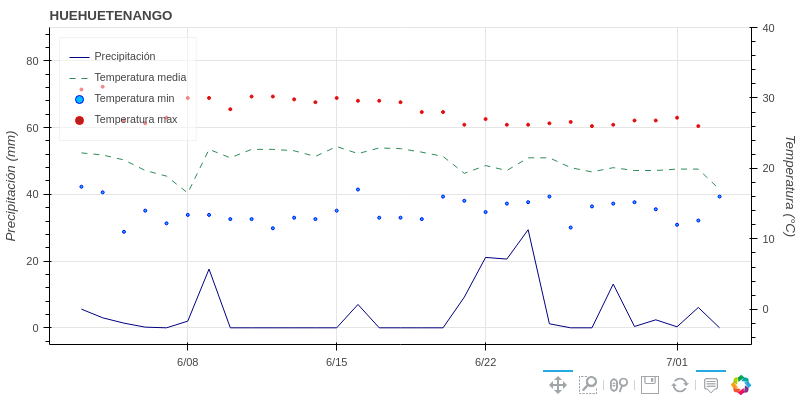 HUEHUETENANGO
Precipitación
Temperatura media
Temperatura min
Temperatura max
Precipitación (mm)
80
60
40
20
0
Temperatura (°C)
40
30
20
10
0
6/08 6/15 6/22 7/01